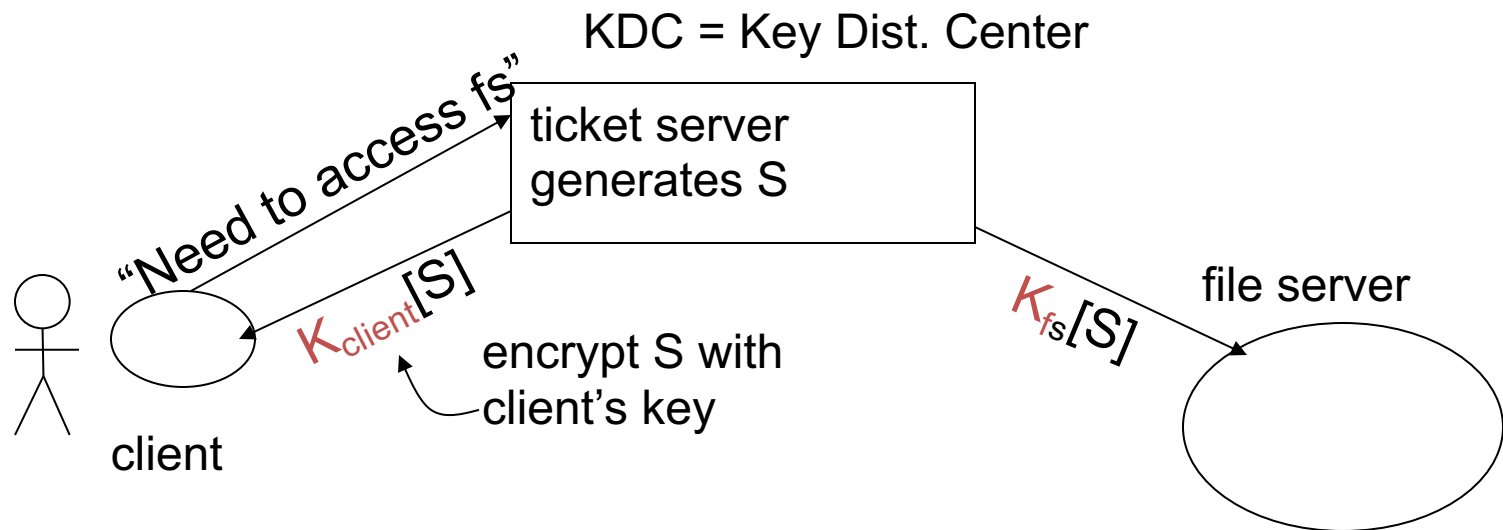 KDC = Key Dist. Center
“Need to access fs”
ticket server
generates S
Kclient[S]
Kfs[S]
file server
encrypt S with
client’s key
client